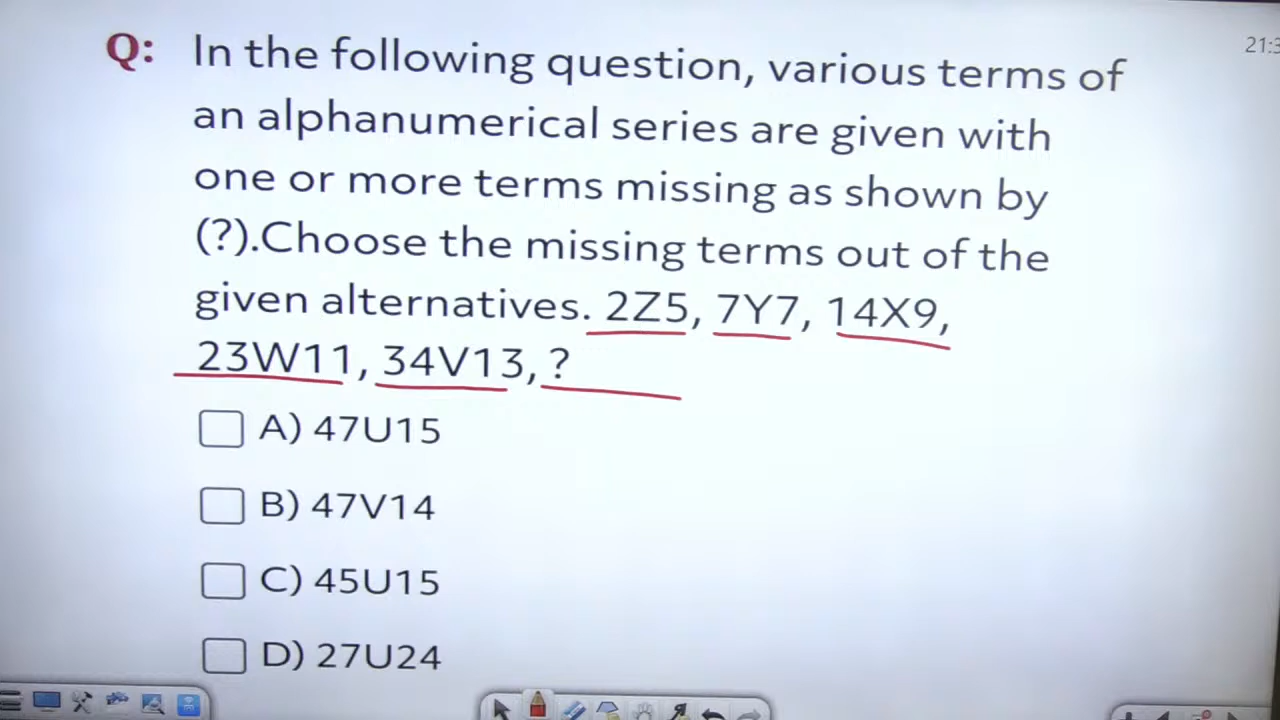 21:3
Q: In the following question, various terms of
an alphanumerical series are given with
one or more terms missing as shown by
(?).Choose the missing terms out of the
given alternatives. 2Z5, 7Y7, 14X9,
23W11, 34V13, ?
A) 47U15
B) 47V14
C) 45U15
D) 27U24